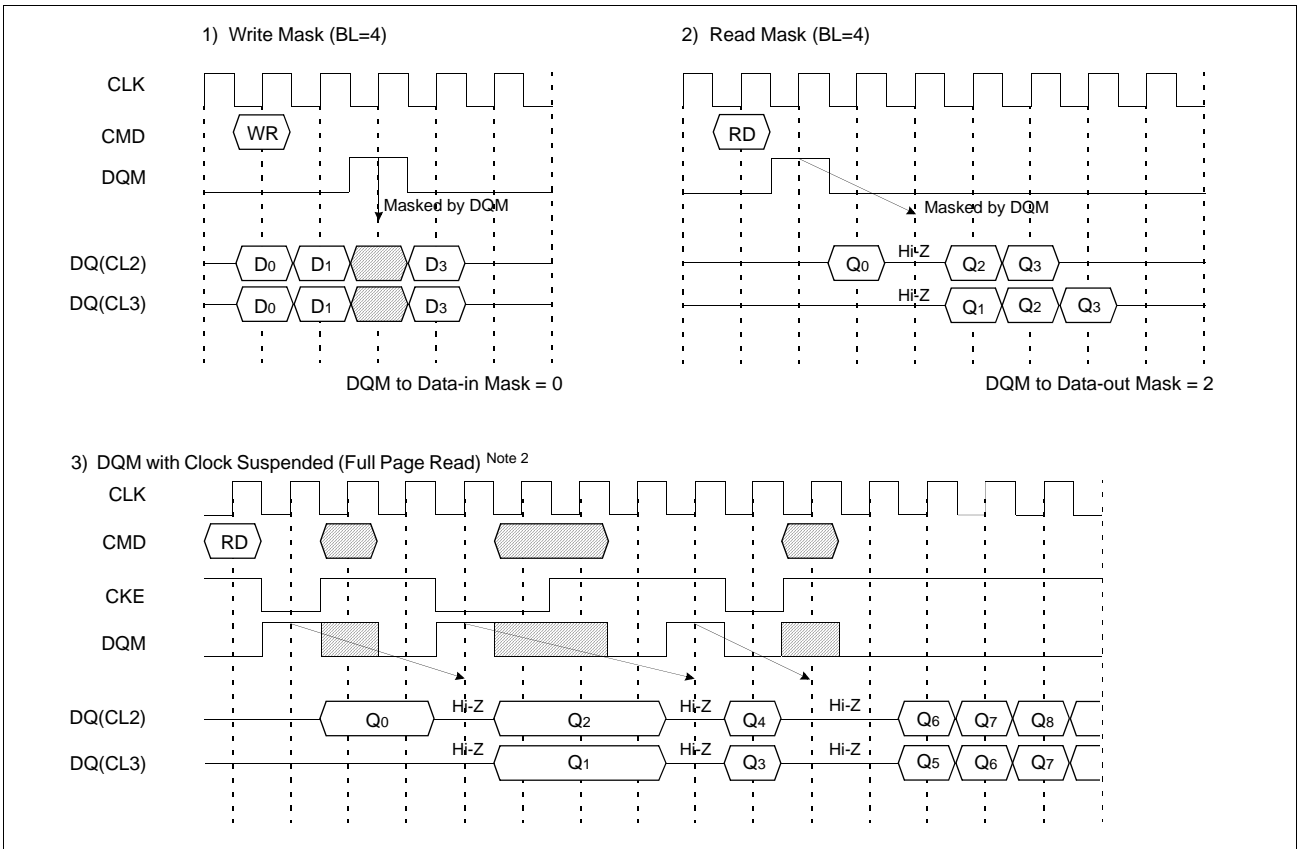 1) Write Mask (BL=4)
2) Read Mask (BL=4)
CLK
CMD
WR
RD
DQM
Masked by DQM
Masked by DQM
DQ(CL2)
D0 D1 D3
Hi-Z
Q0 Q2 Q3
DQ(CL3)
D0 D1 D3
Hi-Z
Q1 Q2 Q3
DQM to Data-in Mask = 0
DQM to Data-out Mask = 2
3) DQM with Clock Suspended (Full Page Read) Note 2
CLK
CMD
RD
CKE
DQM
DQ(CL2)
Q0 Hi-Z Q2 Hi-Z Q4 Hi-Z Q6 Q7 Q8
DQ(CL3)
Hi-Z Q1 Hi-Z Q3 Hi-Z Q5 Q6 Q7